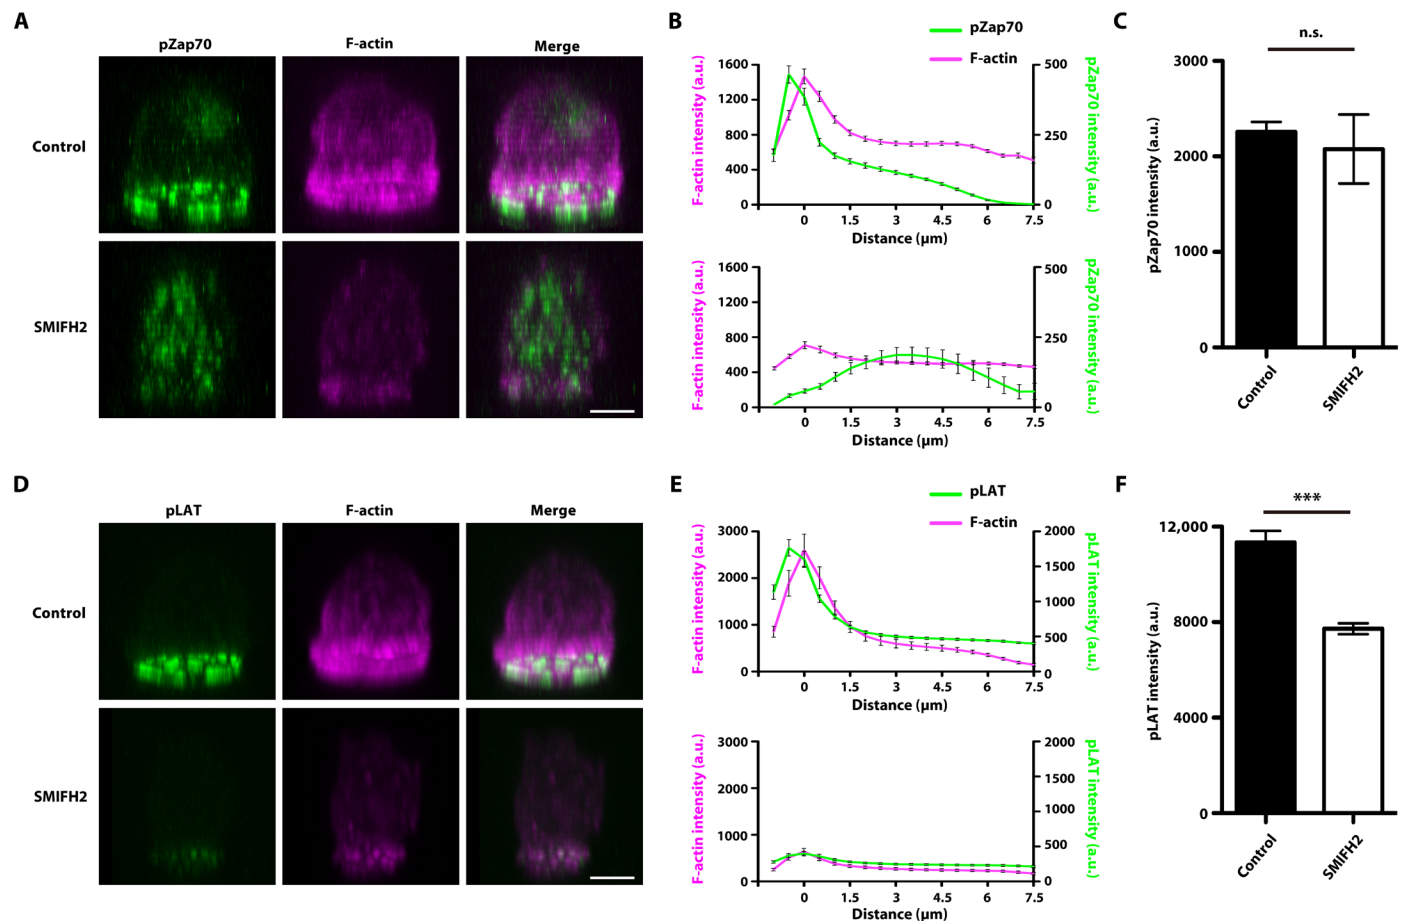 A
pZap70
F-actin
Merge
Control
SMIFH2
B
pZap70
F-actin
F-actin intensity (a.u.)
1600
1200
800
400
0
500
250
0
pZap70 intensity (a.u.)
0
1.5
3
4.5
6
7.5
Distance (μm)
F-actin intensity (a.u.)
1600
1200
800
400
0
500
250
0
pZap70 intensity (a.u.)
0
1.5
3
4.5
6
7.5
Distance (μm)
C
n.s.
pZap70 intensity (a.u.)
3000
2000
1000
0
Control
SMIFH2
D
pLAT
F-actin
Merge
Control
SMIFH2
E
pLAT
F-actin
F-actin intensity (a.u.)
3000
2000
1000
0
2000
1500
1000
500
0
pLAT intensity (a.u.)
0
1.5
3
4.5
6
7.5
Distance (μm)
F-actin intensity (a.u.)
3000
2000
1000
0
2000
1500
1000
500
0
pLAT intensity (a.u.)
0
1.5
3
4.5
6
7.5
Distance (μm)
F
***
pLAT intensity (a.u.)
12,000
8000
4000
0
Control
SMIFH2